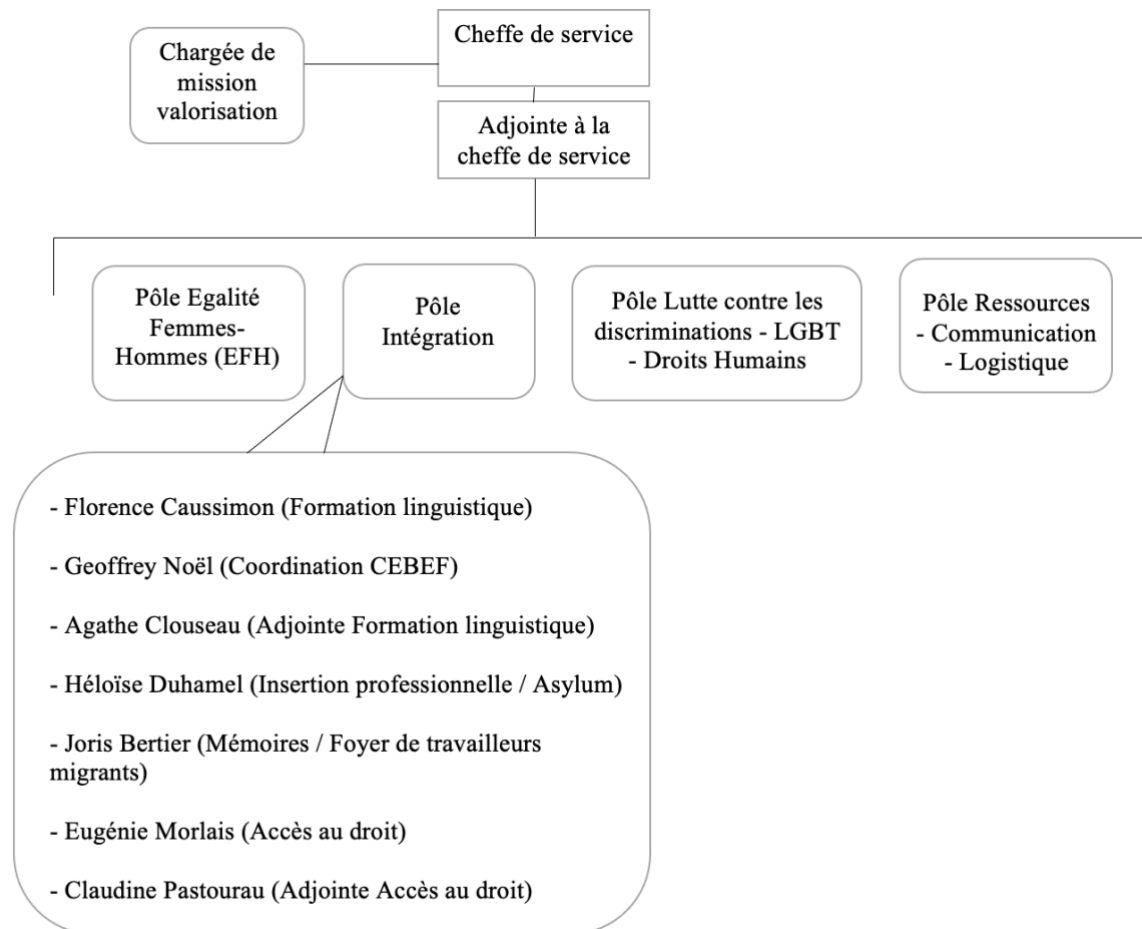 Cheffe de service
Chargée de
mission
valorisation
Adjointe à la
cheffe de service
Pôle Egalité
Femmes-
Hommes (EFH)
Pôle
Intégration
Pôle Lutte contre les
discriminations - LGBT
- Droits Humains
Pôle Ressources
- Communication
- Logistique
- Florence Caussimon (Formation linguistique)
- Geoffrey Noël (Coordination CEBEF)
- Agathe Clouseau (Adjointe Formation linguistique)
- Héloïse Duhamel (Insertion professionnelle / Asylum)
- Joris Bertier (Mémoires / Foyer de travailleurs
migrants)
- Eugénie Morlais (Accès au droit)
- Claudine Pastourau (Adjointe Accès au droit)